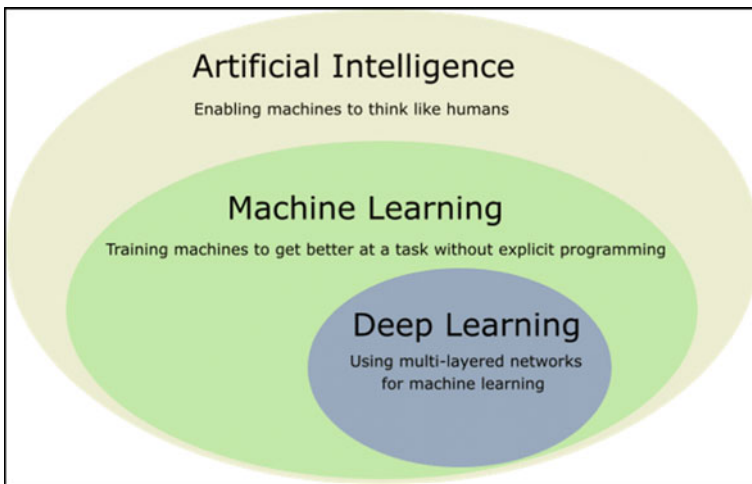 Artificial Intelligence
Enabling machines to think like humans
Machine Learning
Training machines to get better at a task without explicit programming
Deep Learning
Using multi-layered networks
for machine learning